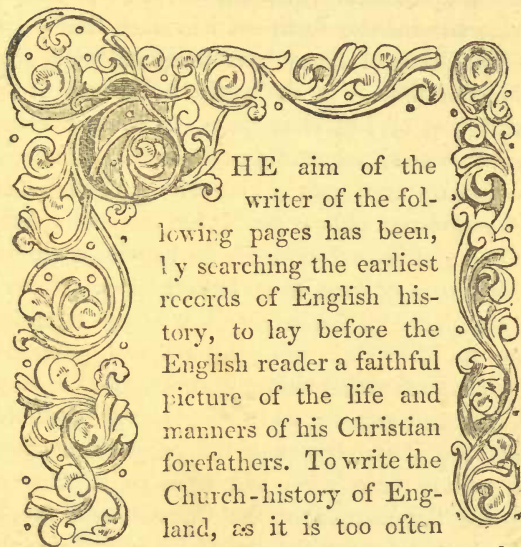 THE aim of the
writer of the fol-
lowing pages has been,
by searching the earliest
records of English his-
tory, to lay before the
English reader a faithful
picture of the life and
manners of his Christian
forefathers. To write the
Church-history of Eng-
land, as it is too often